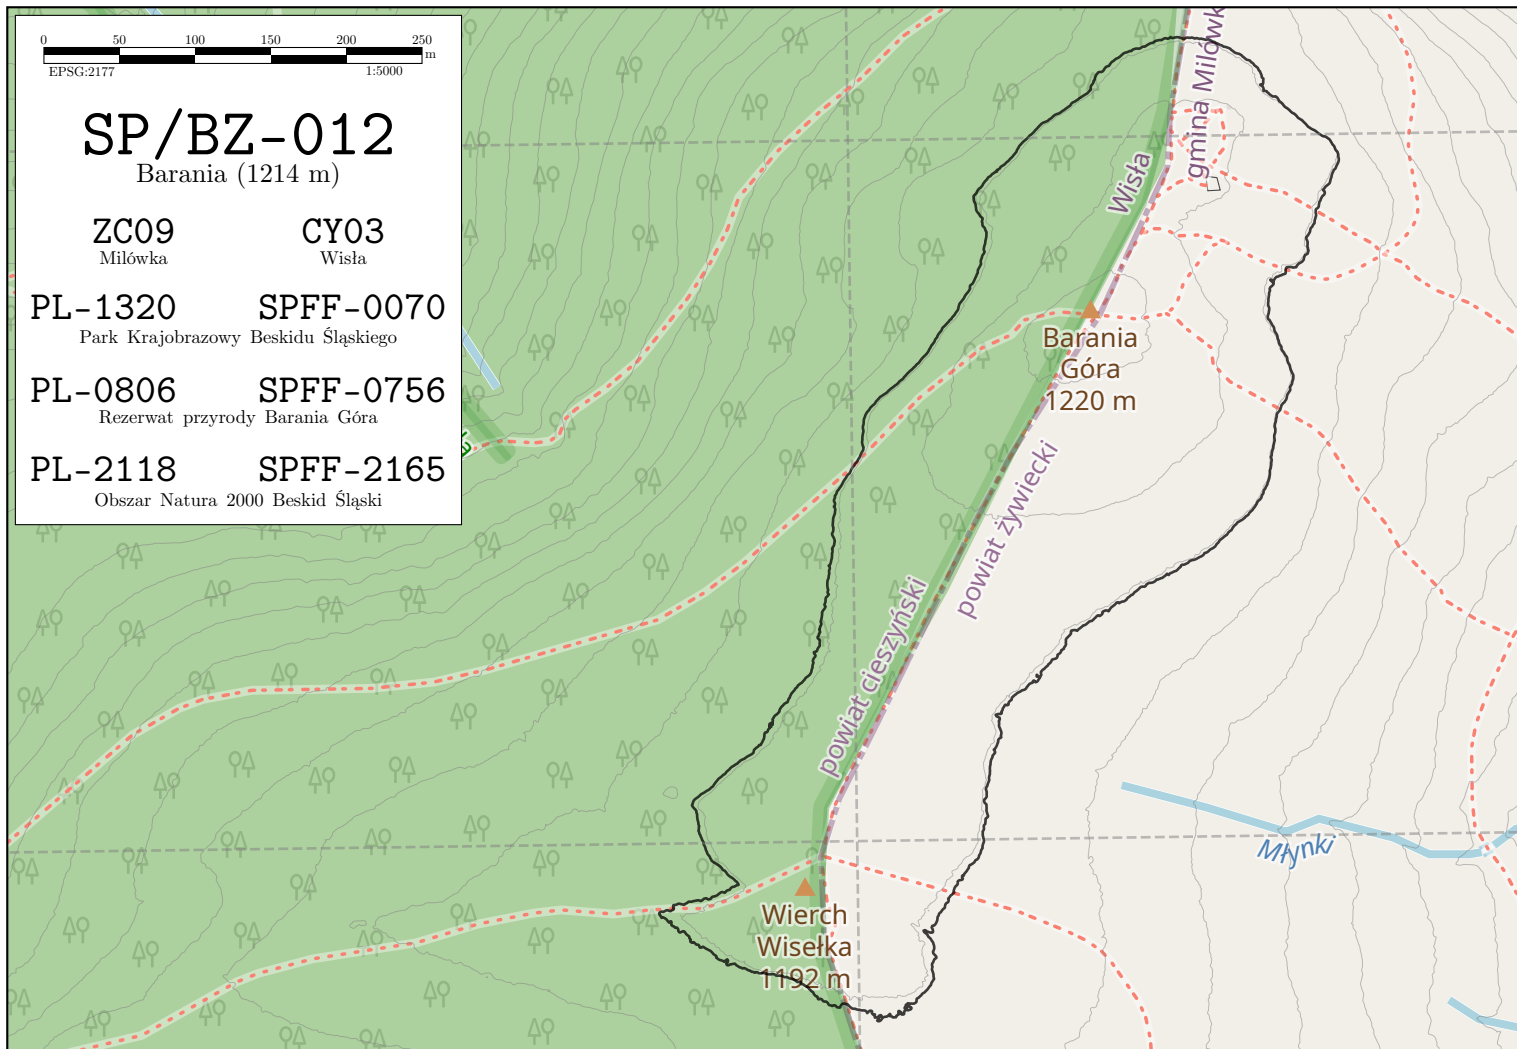 0 50 100 150 200 250
m
EPSG:2177 1:5000
SP/BZ-012
Barania (1214 m)
ZC09 CY03
Milówka Wisła
PL-1320 SPFF-0070
Park Krajobrazowy Beskidu Śląskiego
PL-0806 SPFF-0756
Rezerwat przyrody Barania Góra
PL-2118 SPFF-2165
Obszar Natura 2000 Beskid Śląski
gmina Milówk
Wisła
Barania
Góra
1220 m
powiat żywiecki
powiat cieszyński
Młynki
Wierch
Wisełka
1192 m